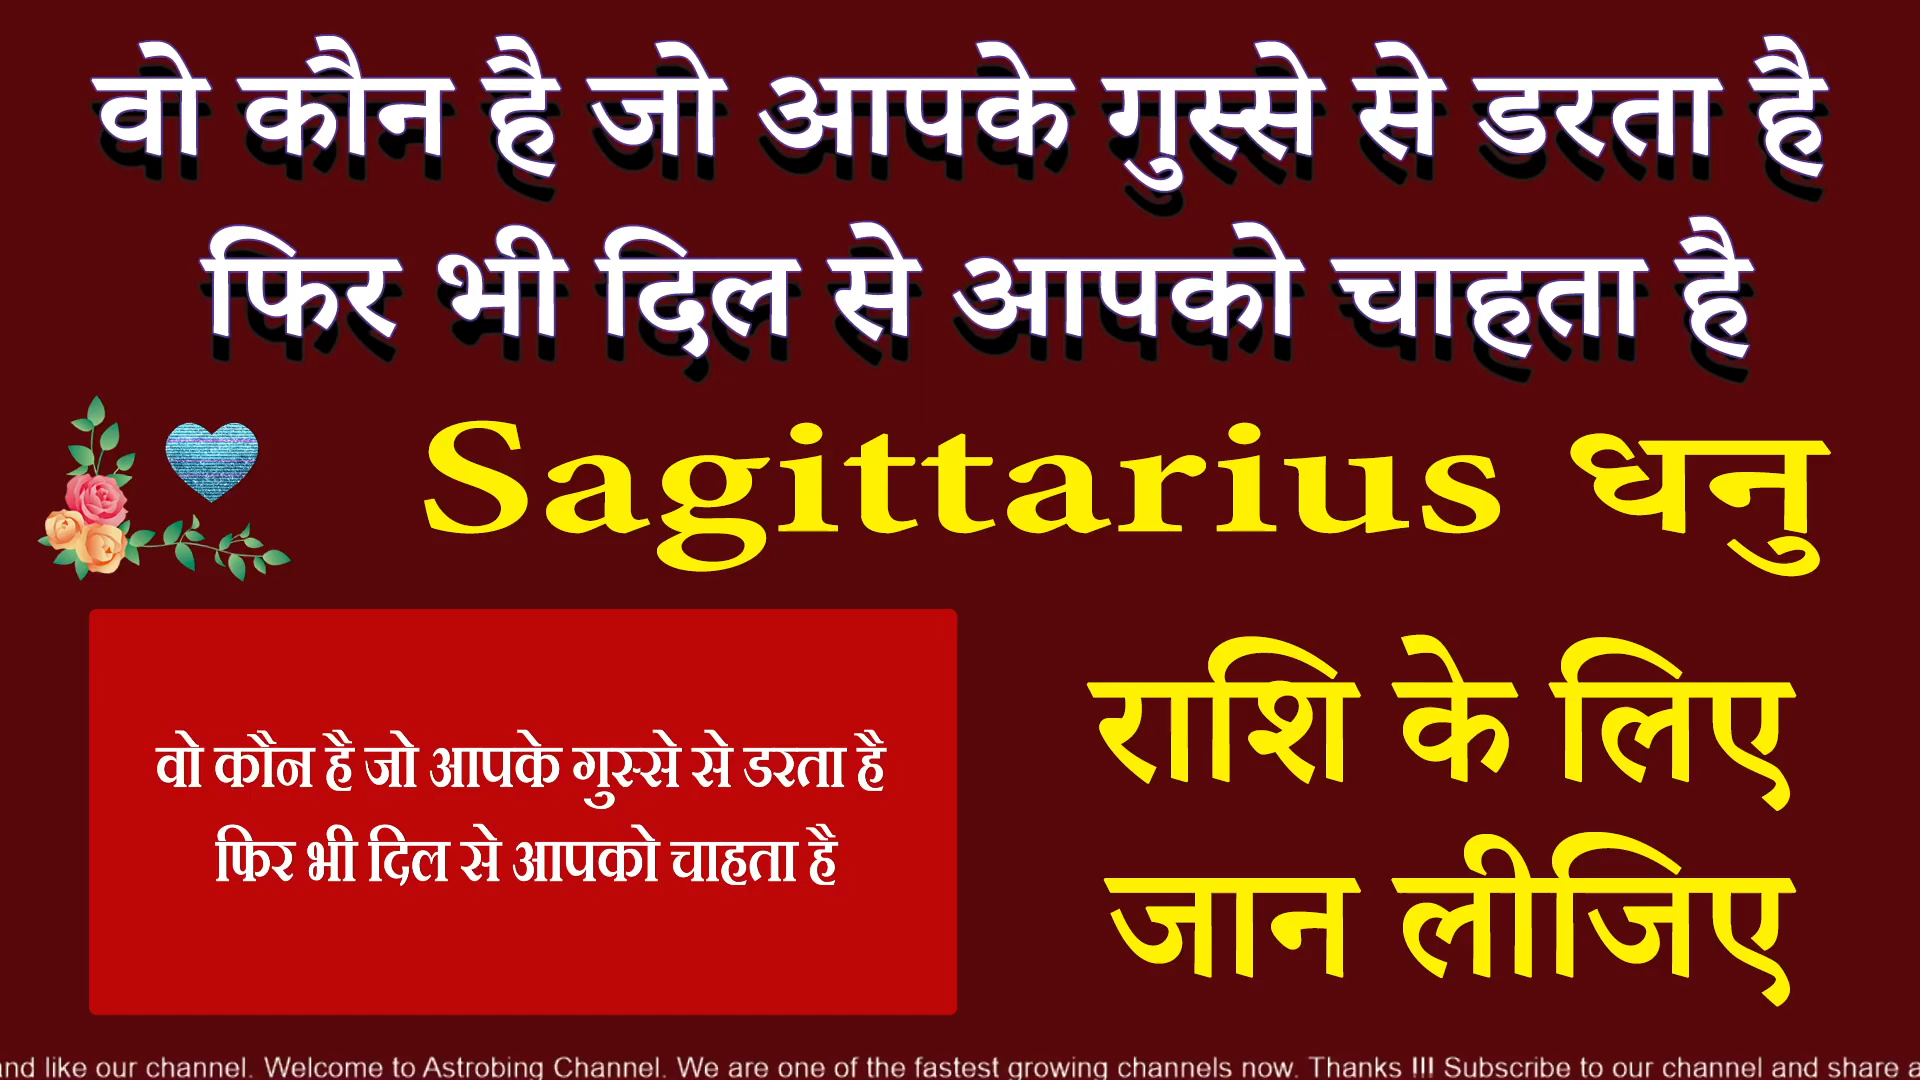 वो कौन है जो आपके गुस्से से डरता है
फिर भी दिल से आपको चाहता है
Sagittarius धनु
राशि के लिए
जान लीजिए
वो कौन है जो आपके गुस्से से डरता है
फिर भी दिल से आपको चाहता है
and like our channel. Welcome to Astrobing Channel. We are one of the fastest growing channels now. Thanks !!! Subscribe to our channel and share a